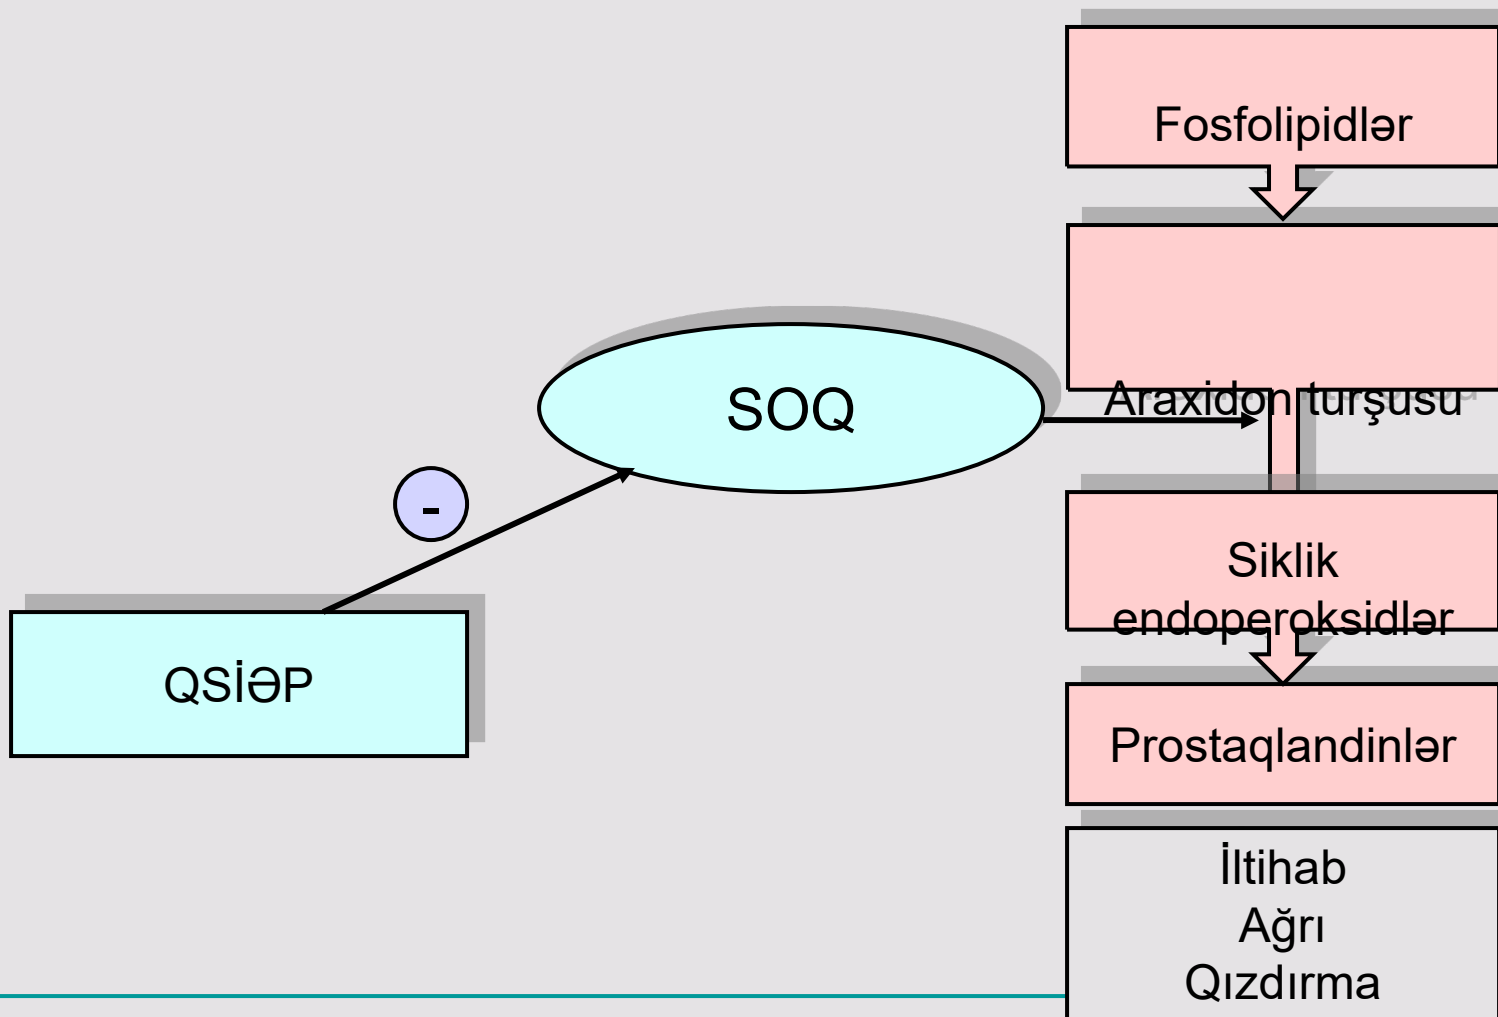 Fosfolipidlər
Araxidon turşusu
SOQ
-
Siklik
endoperoksidlər
QSİƏP
Prostaqlandinlər
İltihab
Ağrı
Qızdırma